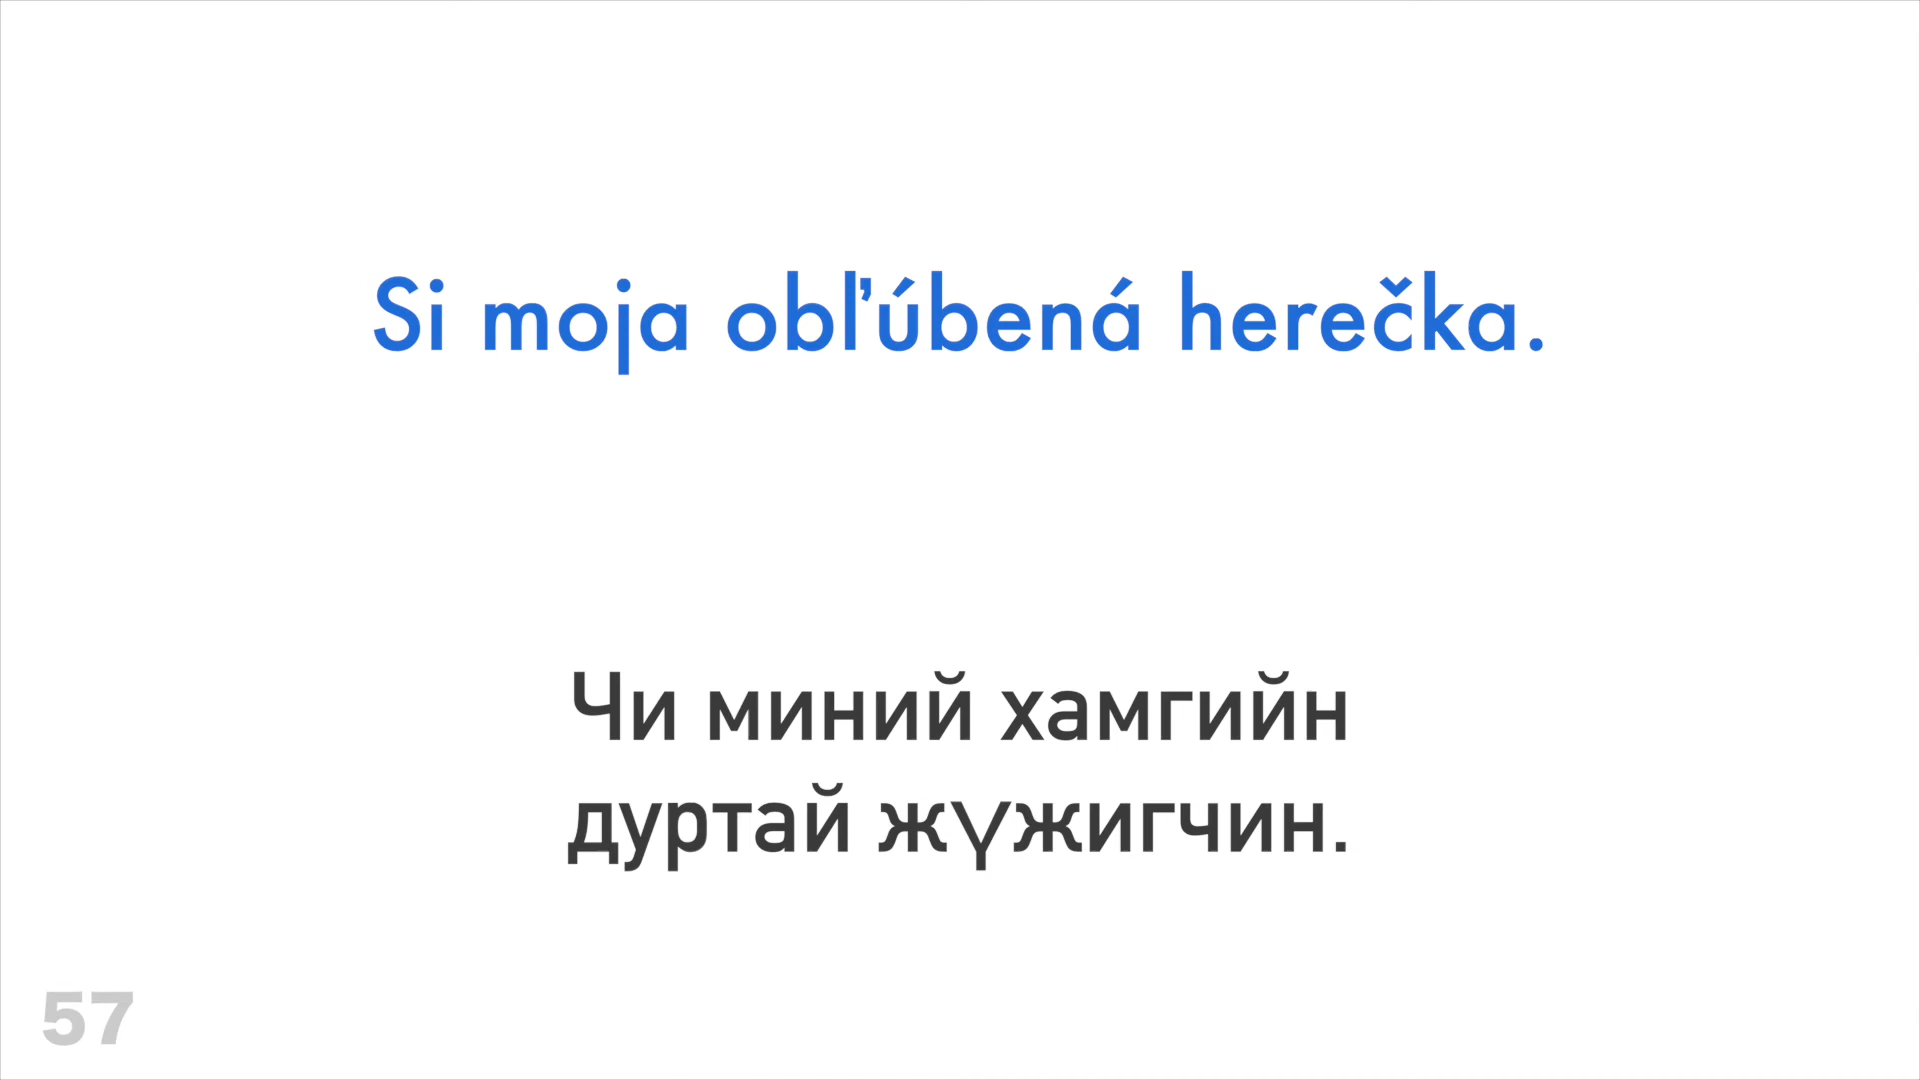 Si moja obľúbená herečka.
Чи миний хамгийн
дуртай жүжигчин.
57